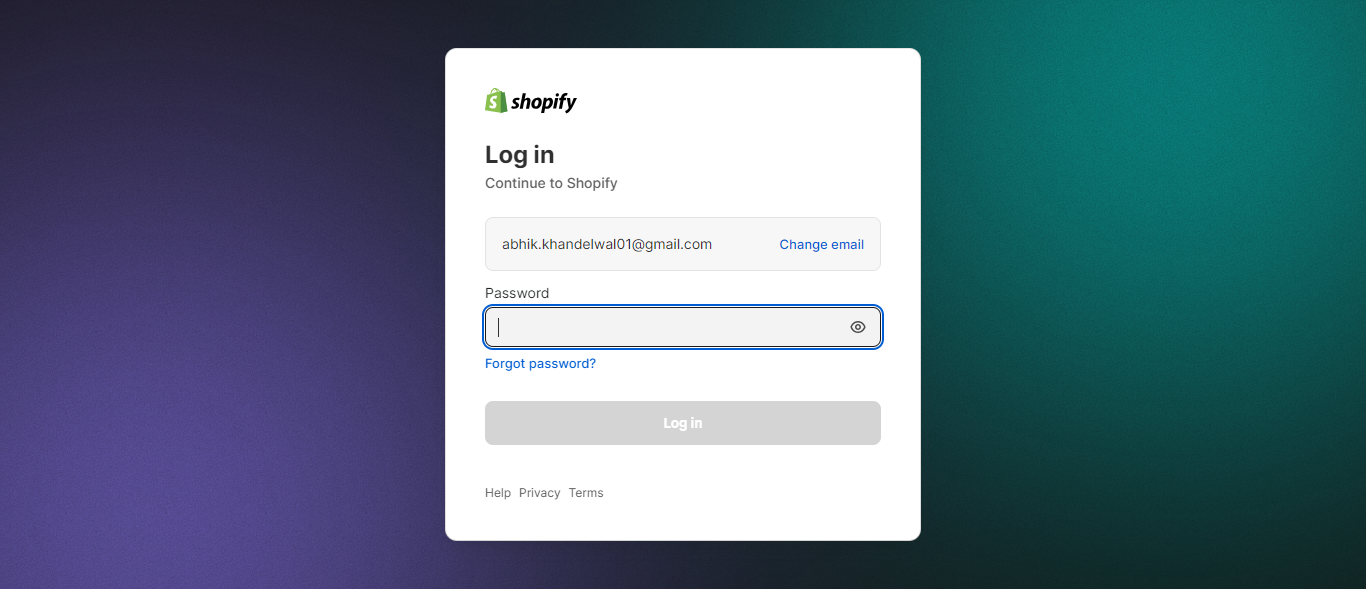 shopify
Log in
Continue to Shopify
abhik.khandelwal01@gmail.com Change email
Password
Forgot password?
Log in
Help Privacy Terms